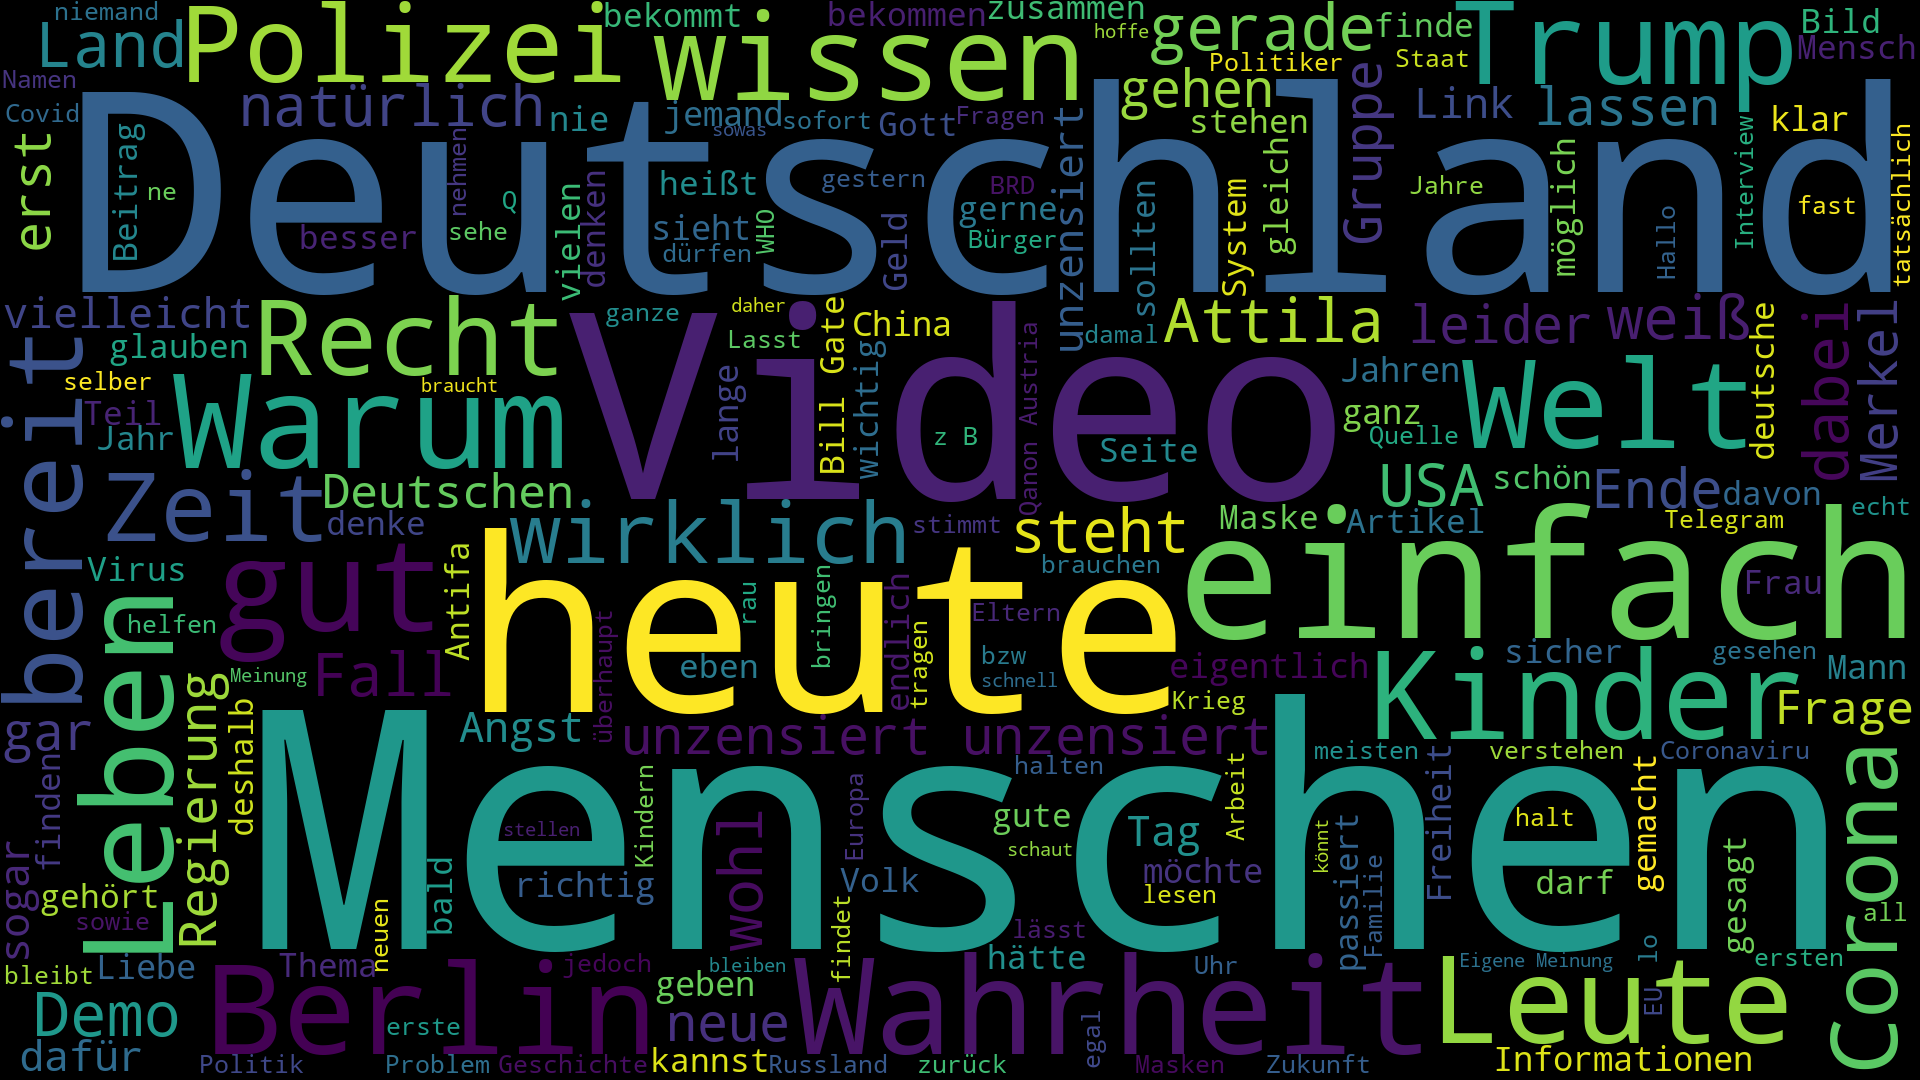 niemand
bekommt
bekommen
zusammen
hoffe
Polizei
wissen
gerade
finde
Trump
Bild
Land
Mensch
Namen
Politiker
Staat
Covid
natürlich
nie
jemand
sowas
sofort
Gott
Fragen
gehen
stehen
Gruppe
Link
lassen
klar
tatsächlich
Deutschland
erst
Beitrag
ne
nehmen
Q
heißt
gestern
BRD
unzensiert
Jahre
Interview
fast
besser
sehe
vielen
denken
sieht
dürfen
WHO
Geld
gerne
Bürger
sollten
System
gleich
möglich
Hallo
vielleicht
Recht
ganze
daher
Lasst
Bill Gate
China
damal
Attila
leider
weiß
deutsche
dabei
Merkel
glauben
Video
wichtig
Qanon Austria
bereit
selber
braucht
Teil
Jahr
Warum
lange
z B
Seite
Jahren
ganz
Quelle
Welt
Zeit
Deutschen
denke
wirklich
stimmt
steht
USA
schön
Ende
davon
Maske
Artikel
Telegram
echt
Virus
gut
Antifa
heute
brauchen
einfach
Frau
helfen
Leben
überhaupt
rau
bringen
endlich
tragen
Eltern
bzw
schnell
eben
eigentlich
Krieg
Kinder
sicher
gesehen
Mann
Frage
Meinung
Fall
gar
Regierung
deshalb
Angst
unzensiert unzensiert
meisten
verstehen
Coronaviru
finden
Menschen
halten
Arbeit
Freiheit
gemacht
Corona
Kindern
Europa
stellen
gute
schaut
Tag
könnt
halt
gesagt
sogar
gehört
sowie
bald
richtig
wohl
Volk
möchte
lesen
passiert
Familie
darf
all
neuen
findet
lässt
hätte
lo
bleibt
Liebe
Thema
jedoch
bleiben
Uhr
Eigene Meinung
ersten
Demo
Berlin
geben
Wahrheit
EU
Leute
erste
neue
egal
dafür
Politik
Problem
Geschichte
kannst
Russland
zurück
Masken
Zukunft
Informationen